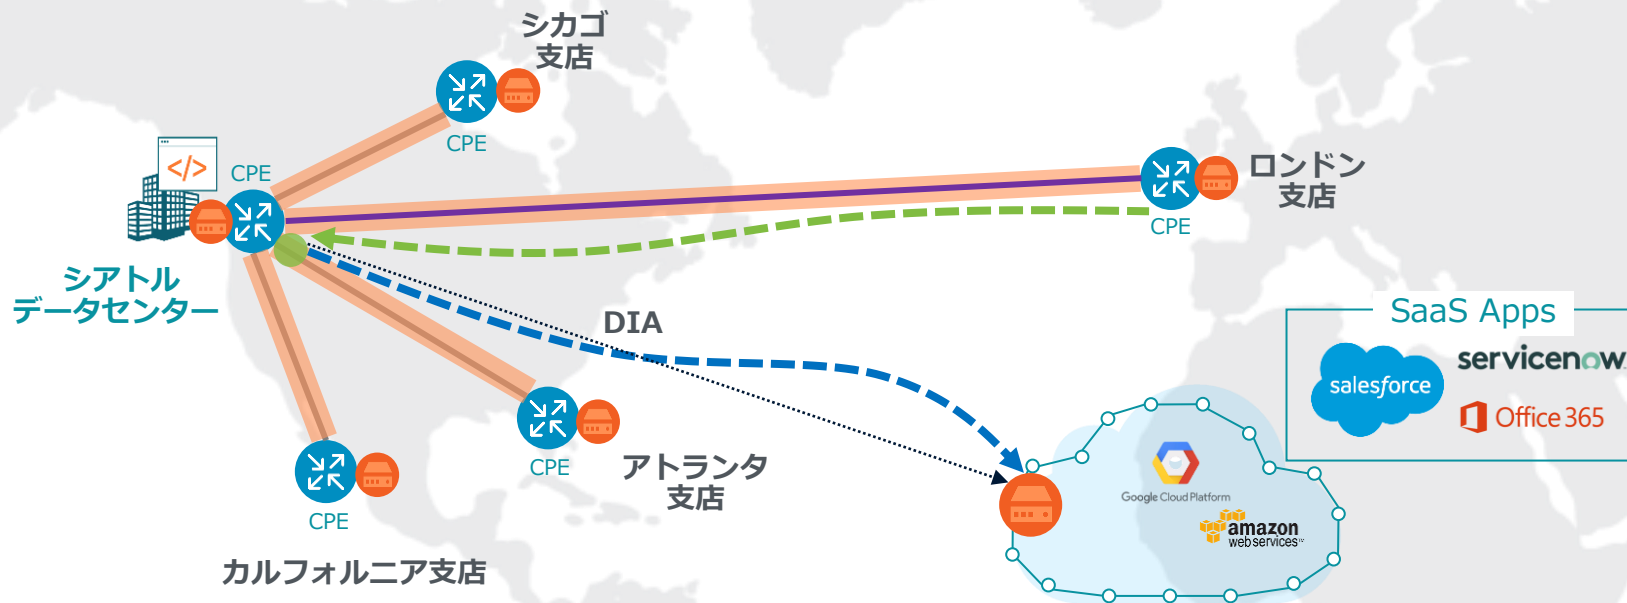 シカゴ
支店
CPE
</>
CPE
シアトル
データセンター
ロンドン
支店
CPE
DIA
SaaS Apps
salesforce
servicenow
Office 365
CPE
アトランタ
支店
CPE
カルフォルニア支店
Google Cloud Platform
amazon
web services™